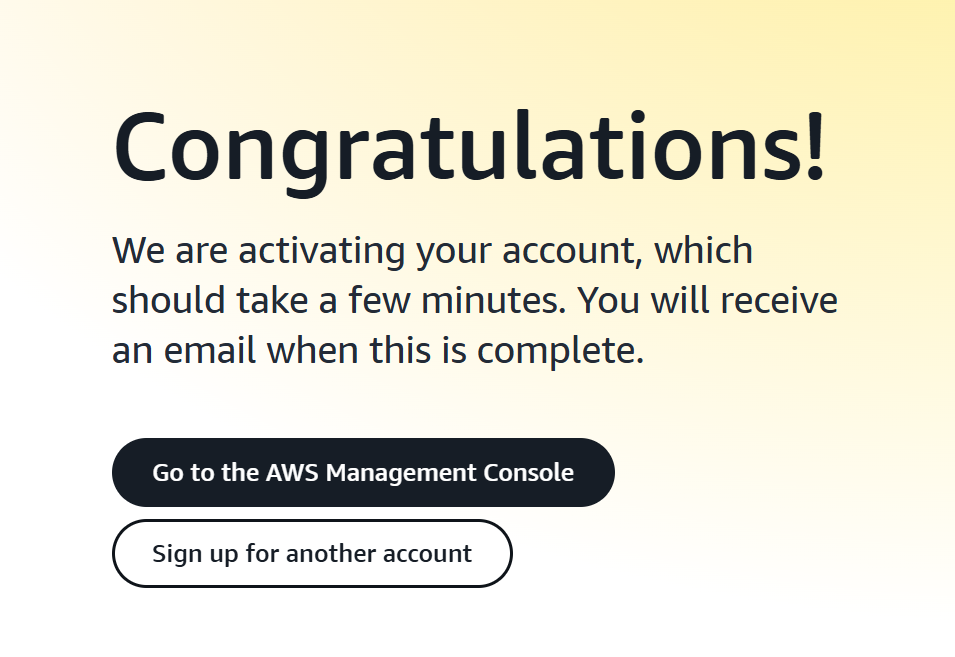 Congratulations!
We are activating your account, which
should take a few minutes. You will receive
an email when this is complete.
Go to the AWS Management Console
Sign up for another account